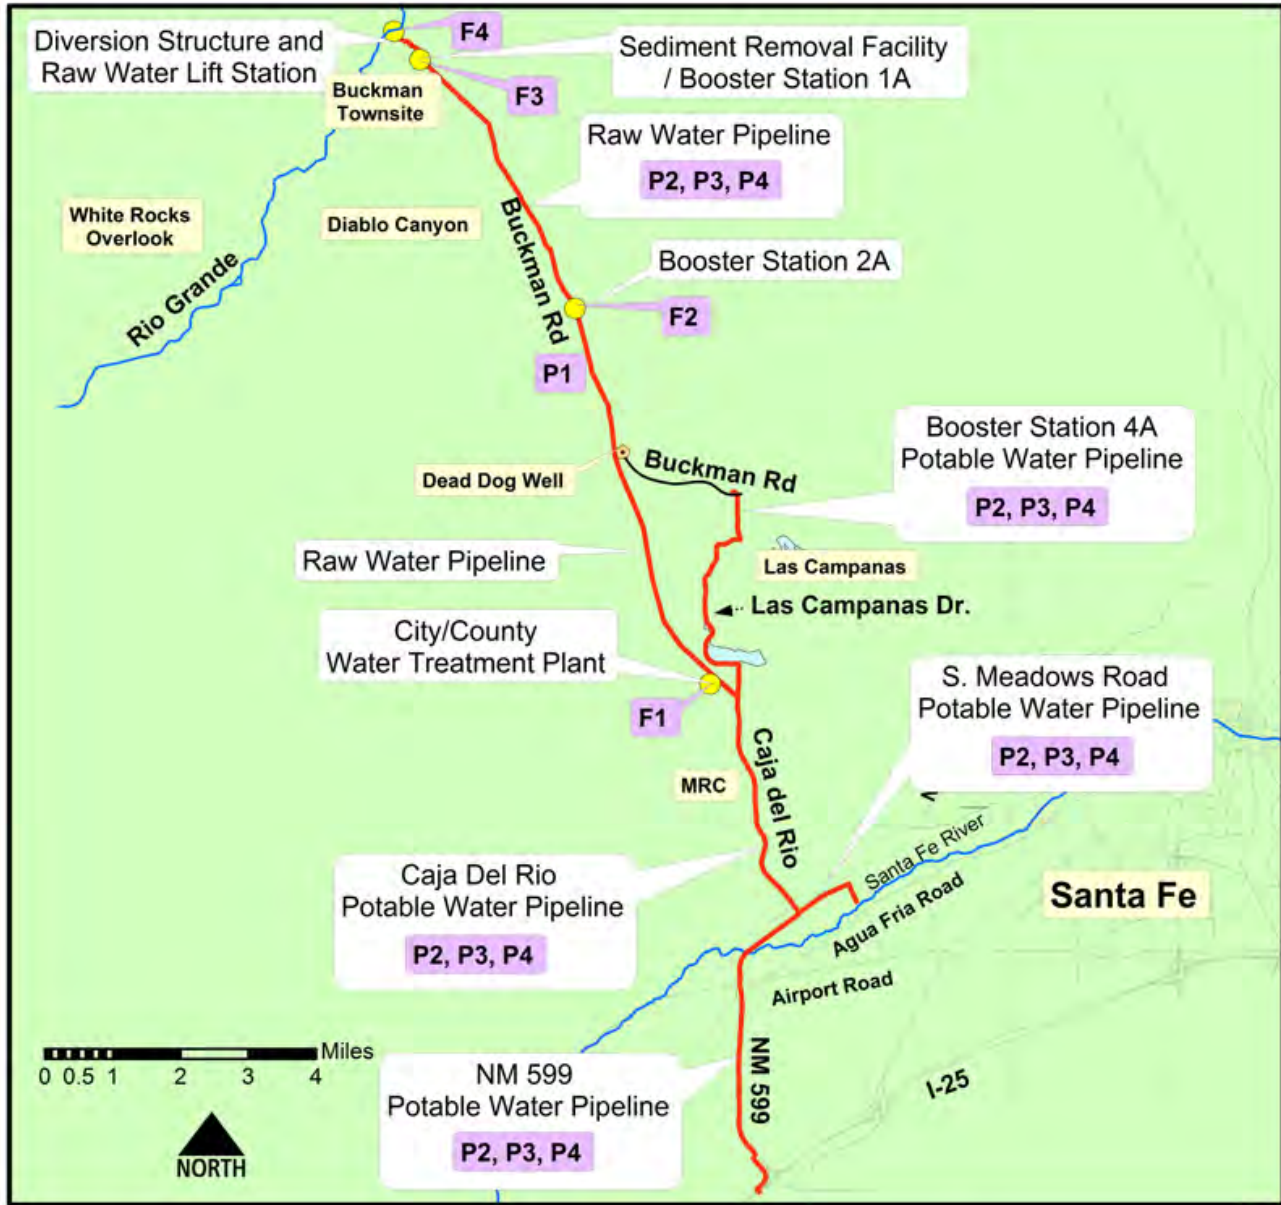 Diversion Structure and
Raw Water Lift Station
F4
Sediment Removal Facility
/ Booster Station 1A
F3
Buckman
Townsite
Raw Water Pipeline
P2, P3, P4
White Rocks
Overlook
Diablo Canyon
Buckman Rd
Rio Grande
Booster Station 2A
F2
P1
Booster Station 4A
Potable Water Pipeline
P2, P3, P4
Dead Dog Well
Buckman Rd
Raw Water Pipeline
Las Campanas
Las Campanas Dr.
City/County
Water Treatment Plant
F1
S. Meadows Road
Potable Water Pipeline
P2, P3, P4
MRC
Caja del Rio
Santa Fe River
Agua Fria Road
Santa Fe
Caja Del Rio
Potable Water Pipeline
P2, P3, P4
Airport Road
Miles
0 0.5 1 2 3 4
NM 599
Potable Water Pipeline
P2, P3, P4
NM 599
I-25
NORTH